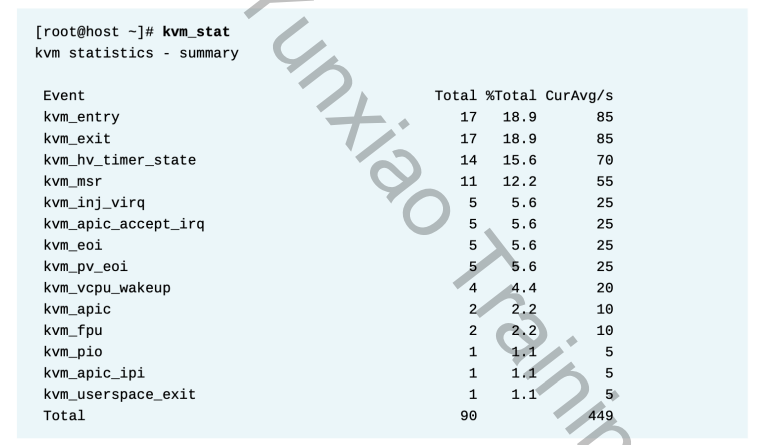 [root@host ~]# kvm_stat
kvm statistics - summary
Event Total %Total CurAvg/s
kvm_entry 17 18.9 85
kvm_exit 17 18.9 85
kvm_hv_timer_state 14 15.6 70
kvm_msr 11 12.2 55
kvm_inj_virq 5 5.6 25
kvm_apic_accept_irq 5 5.6 25
kvm_eoi 5 5.6 25
kvm_pv_eoi 5 5.6 25
kvm_vcpu_wakeup 4 4.4 20
kvm_apic 2 2.2 10
kvm_fpu 2 2.2 10
kvm_pio 1 1.1 5
kvm_apic_ipi 1 1.1 5
kvm_userspace_exit 1 1.1 5
Total 90 449
Yunxiao Trainin